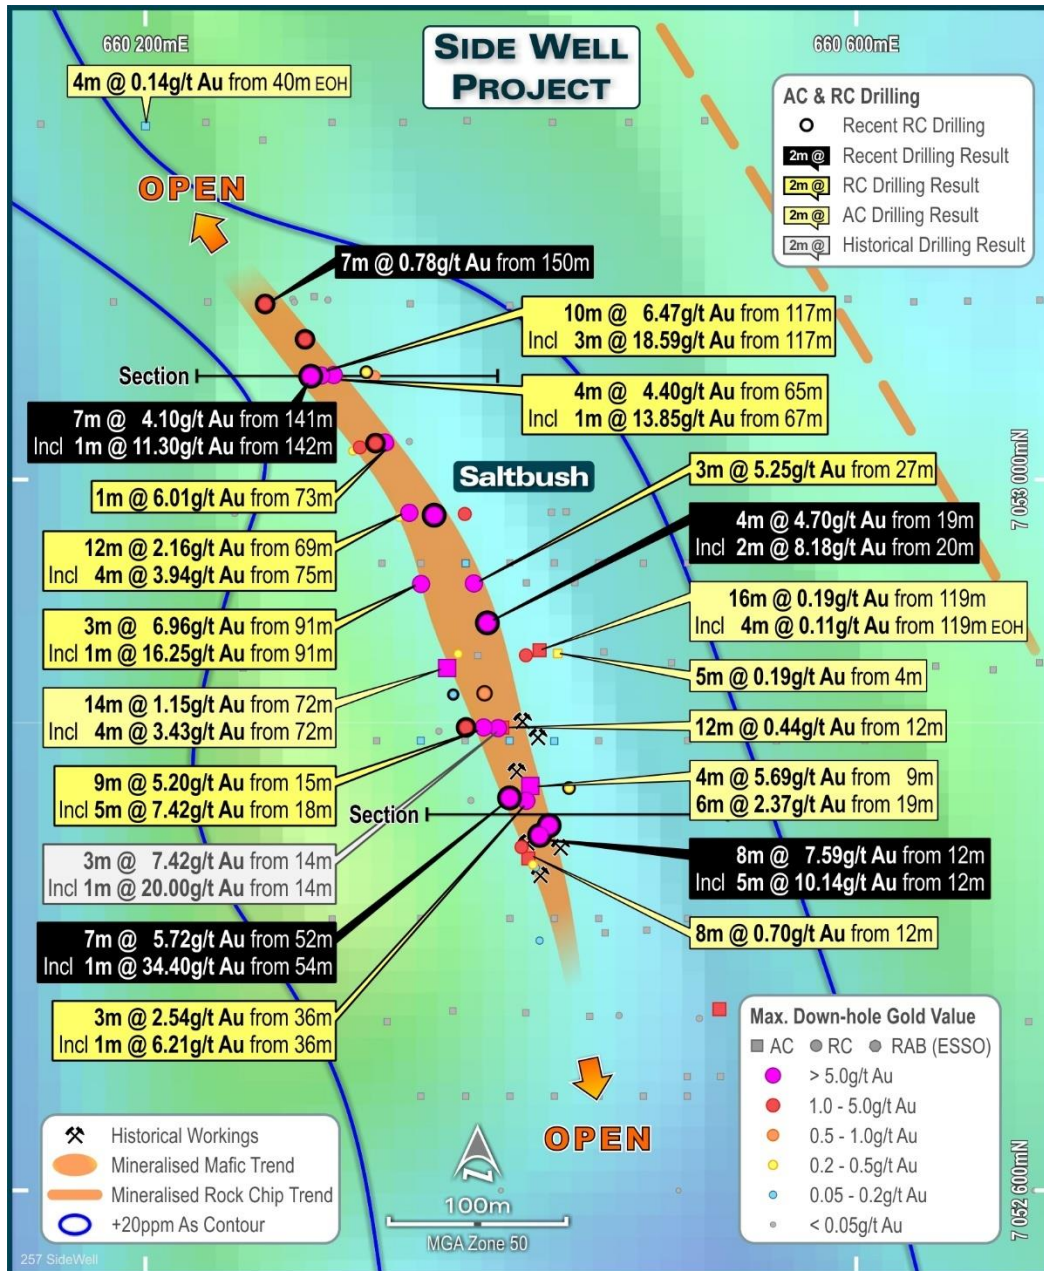 660 200mE
660 600mE
SIDE WELL
PROJECT
4m @ 0.14g/t Au from 40m EOH
AC & RC Drilling
Recent RC Drilling
2m @ Recent Drilling Result
2m @ RC Drilling Result
2m @ AC Drilling Result
2m @ Historical Drilling Result
OPEN
7m @ 0.78g/t Au from 150m
10m @ 6.47g/t Au from 117m
Incl 3m @ 18.59g/t Au from 117m
Section
4m @ 4.40g/t Au from 65m
Incl 1m @ 13.85g/t Au from 67m
7m @ 4.10g/t Au from 141m
Incl 1m @ 11.30g/t Au from 142m
Saltbush
3m @ 5.25g/t Au from 27m
7 053 000mN
1m @ 6.01g/t Au from 73m
4m @ 4.70g/t Au from 19m
Incl 2m @ 8.18g/t Au from 20m
12m @ 2.16g/t Au from 69m
Incl 4m @ 3.94g/t Au from 75m
16m @ 0.19g/t Au from 119m
Incl 4m @ 0.11g/t Au from 119m EOH
3m @ 6.96g/t Au from 91m
Incl 1m @ 16.25g/t Au from 91m
5m @ 0.19g/t Au from 4m
14m @ 1.15g/t Au from 72m
Incl 4m @ 3.43g/t Au from 72m
12m @ 0.44g/t Au from 12m
9m @ 5.20g/t Au from 15m
Incl 5m @ 7.42g/t Au from 18m
4m @ 5.69g/t Au from 9m
6m @ 2.37g/t Au from 19m
Section
3m @ 7.42g/t Au from 14m
Incl 1m @ 20.00g/t Au from 14m
8m @ 7.59g/t Au from 12m
Incl 5m @ 10.14g/t Au from 12m
7m @ 5.72g/t Au from 52m
Incl 1m @ 34.40g/t Au from 54m
8m @ 0.70g/t Au from 12m
3m @ 2.54g/t Au from 36m
Incl 1m @ 6.21g/t Au from 36m
OPEN
Max. Down-hole Gold Value
AC RC RAB (ESSO)
> 5.0g/t Au
1.0 - 5.0g/t Au
0.5 - 1.0g/t Au
0.2 - 0.5g/t Au
0.05 - 0.2g/t Au
< 0.05g/t Au
7 052 600mN
Historical Workings
Mineralised Mafic Trend
Mineralised Rock Chip Trend
+20ppm As Contour
N
100m
MGA Zone 50
257 SideWell